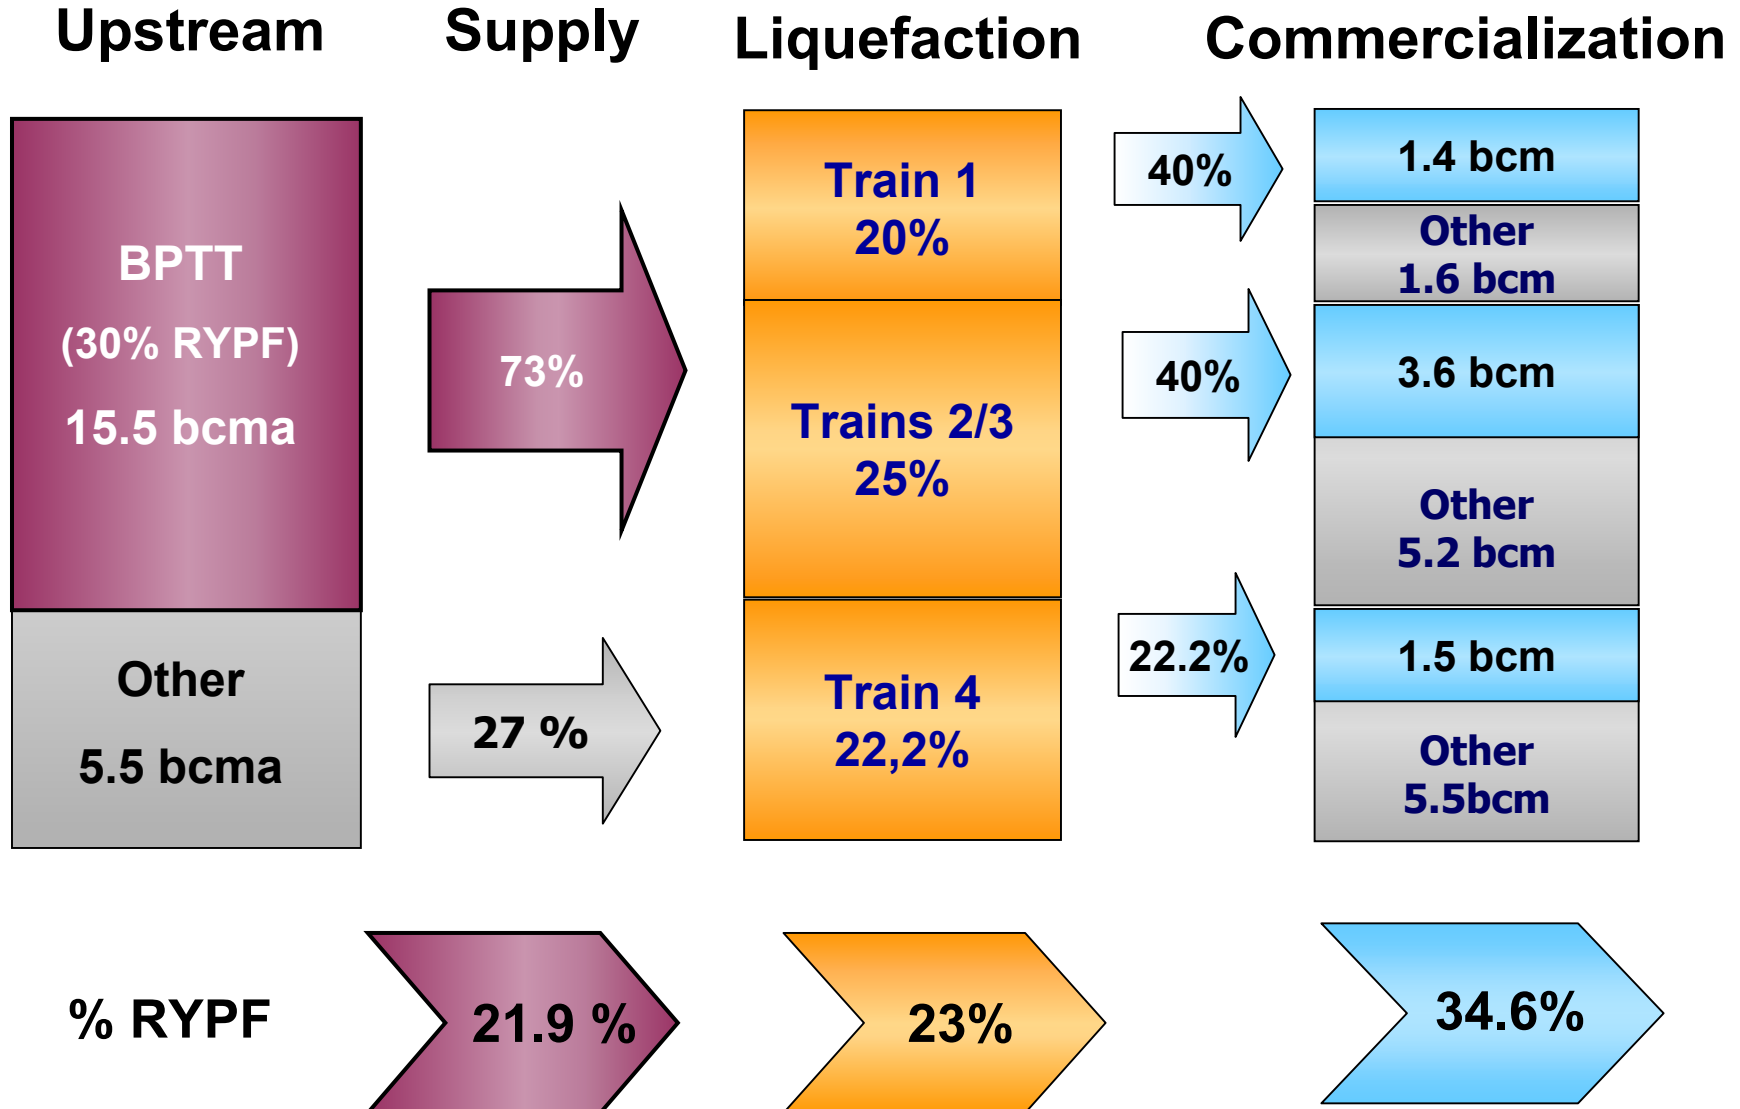 Upstream
Supply
Liquefaction
Commercialization
BPTT
(30% RYPF)
15.5 bcma
Other
5.5 bcma
73%
27 %
Train 1
20%
Trains 2/3
25%
Train 4
22,2%
40%
40%
22.2%
1.4 bcm
Other
1.6 bcm
3.6 bcm
Other
5.2 bcm
1.5 bcm
Other
5.5bcm
% RYPF
21.9 %
23%
34.6%